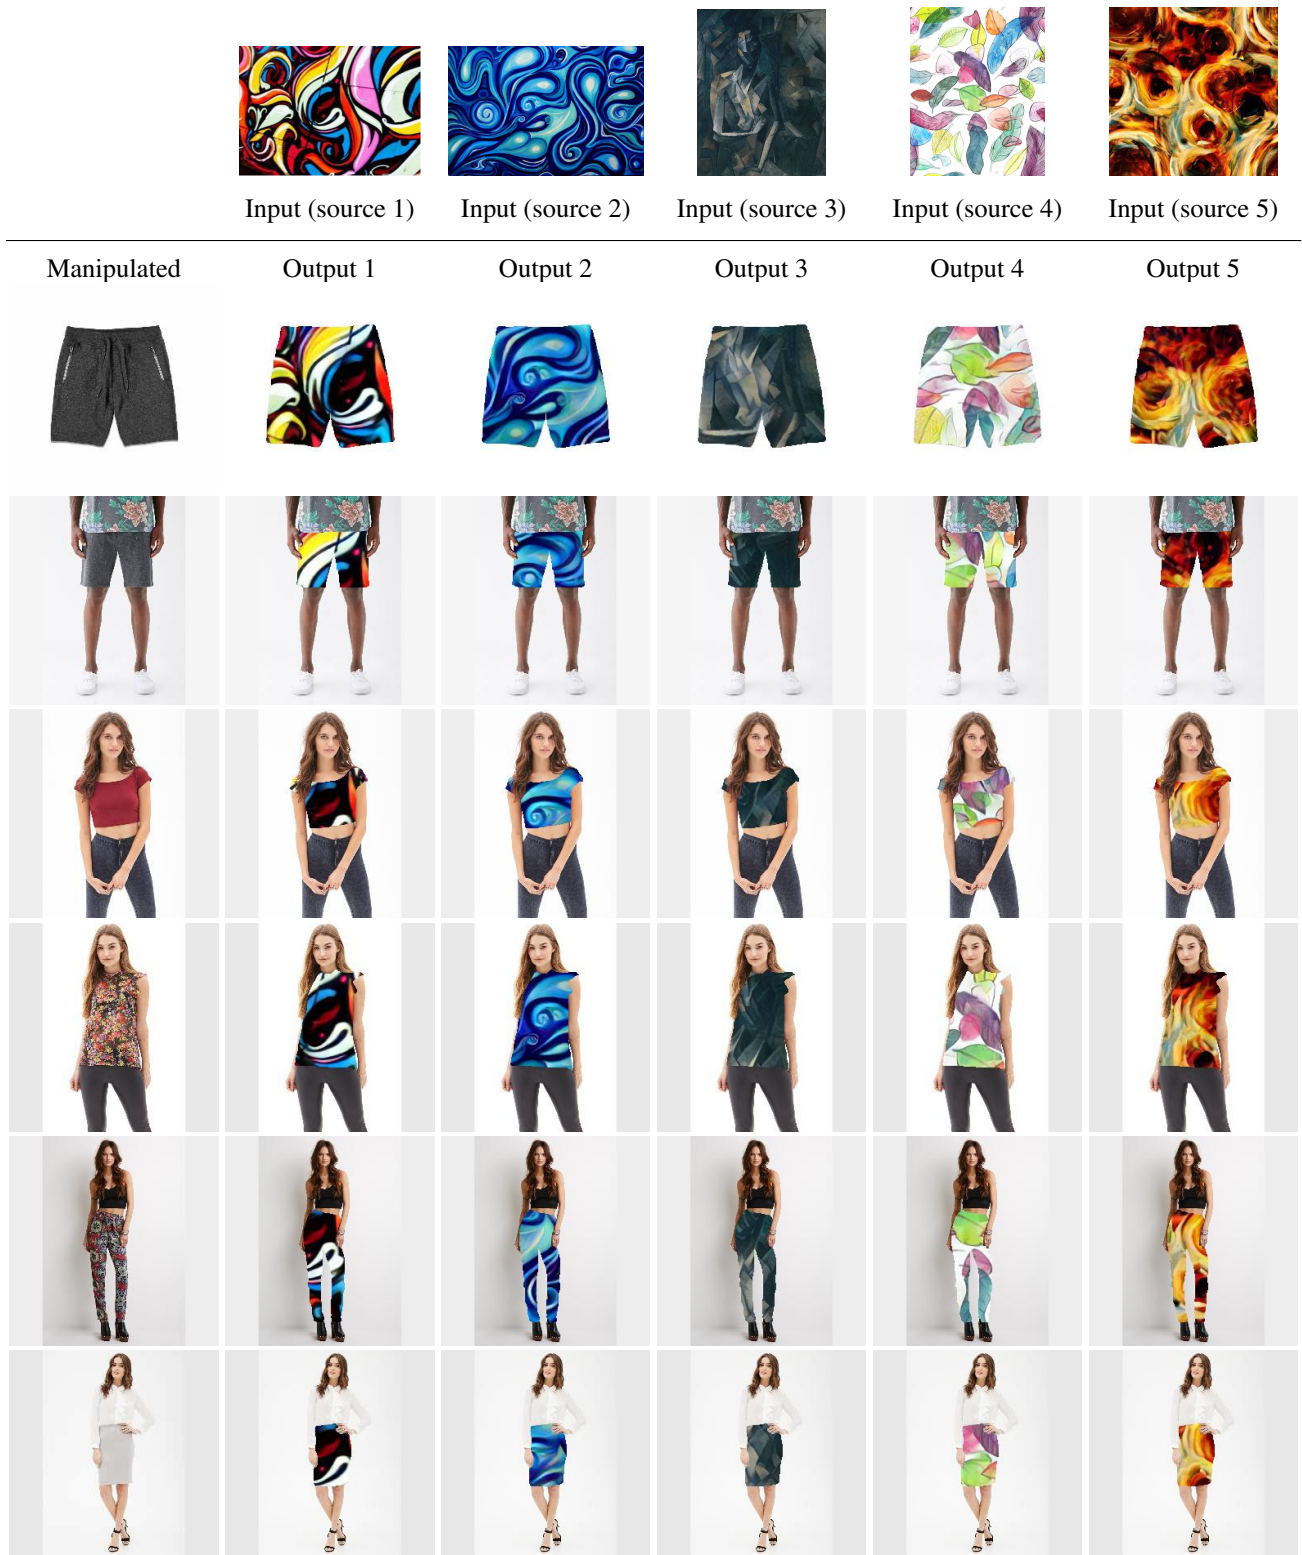 Input (source 1) Input (source 2) Input (source 3) Input (source 4) Input (source 5)
Manipulated Output 1 Output 2 Output 3 Output 4 Output 5